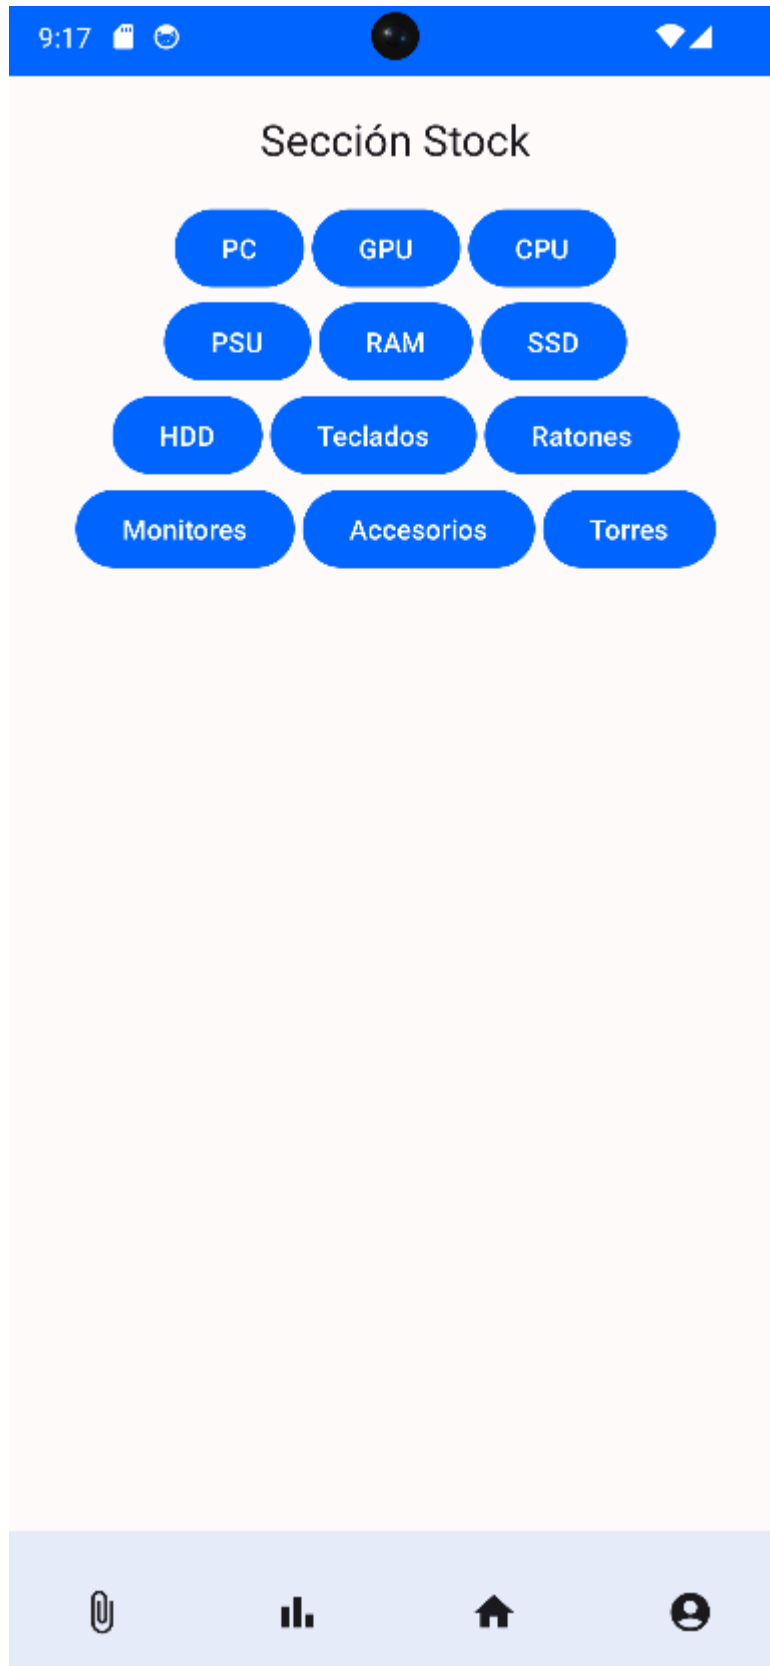 9:17
Sección Stock
PC GPU CPU
PSU RAM SSD
HDD Teclados Ratones
Monitores Accesorios Torres